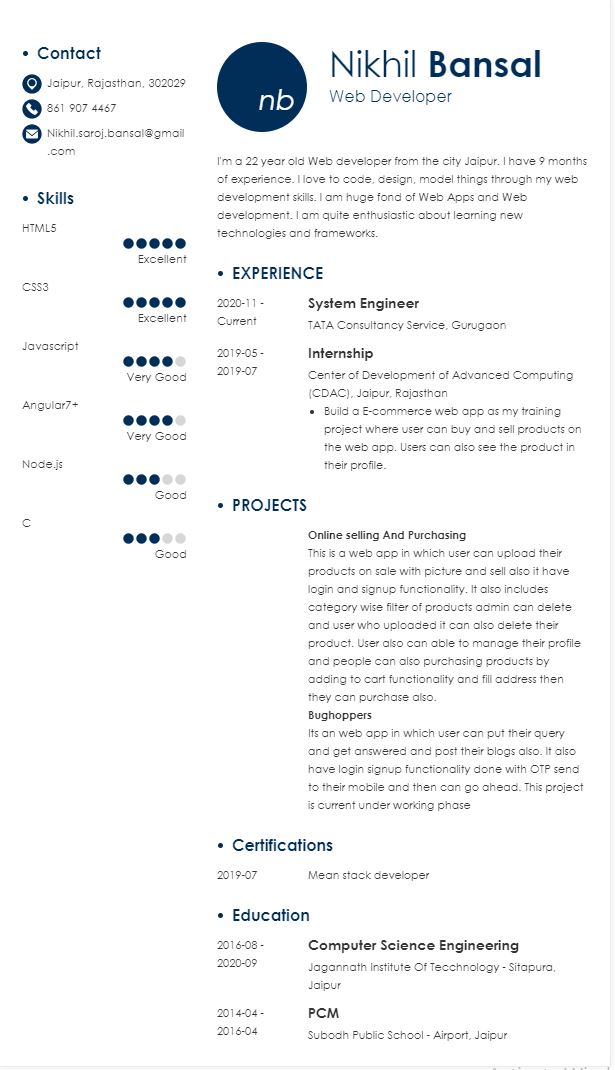 Contact
Jaipur, Rajasthan, 302029
861 907 4467
Nikhil.saroj.bansal@gmail
.com
Skills
HTML5
Excellent
CSS3
Excellent
Javascript
Very Good
Angular7+
Very Good
Node.js
Good
C
Good
nb
Nikhil Bansal
Web Developer
I'm a 22 year old Web developer from the city Jaipur. I have 9 months
of experience. I love to code, design, model things through my web
development skills. I am huge fond of Web Apps and Web
development. I am quite enthusiastic about learning new
technologies and frameworks.
EXPERIENCE
2020-11 -
Current
System Engineer
TATA Consultancy Service, Gurugaon
2019-05 -
2019-07
Internship
Center of Development of Advanced Computing
(CDAC), Jaipur, Rajasthan
• Build a E-commerce web app as my training
project where user can buy and sell products on
the web app. Users can also see the product in
their profile.
PROJECTS
Online selling And Purchasing
This is a web app in which user can upload their
products on sale with picture and sell also it have
login and signup functionality. It also includes
category wise filter of products admin can delete
and user who uploaded it can also delete their
product. User also can able to manage their profile
and people can also purchasing products by
adding to cart functionality and fill address then
they can purchase also.
Bughoppers
Its an web app in which user can put their query
and get answered and post their blogs also. It also
have login signup functionality done with OTP send
to their mobile and then can go ahead. This project
is current under working phase
Certifications
2019-07
Mean stack developer
Education
2016-08 -
2020-09
Computer Science Engineering
Jagannath Institute Of Tecchnology - Sitapura,
Jaipur
2014-04 -
2016-04
PCM
Subodh Public School - Airport, Jaipur